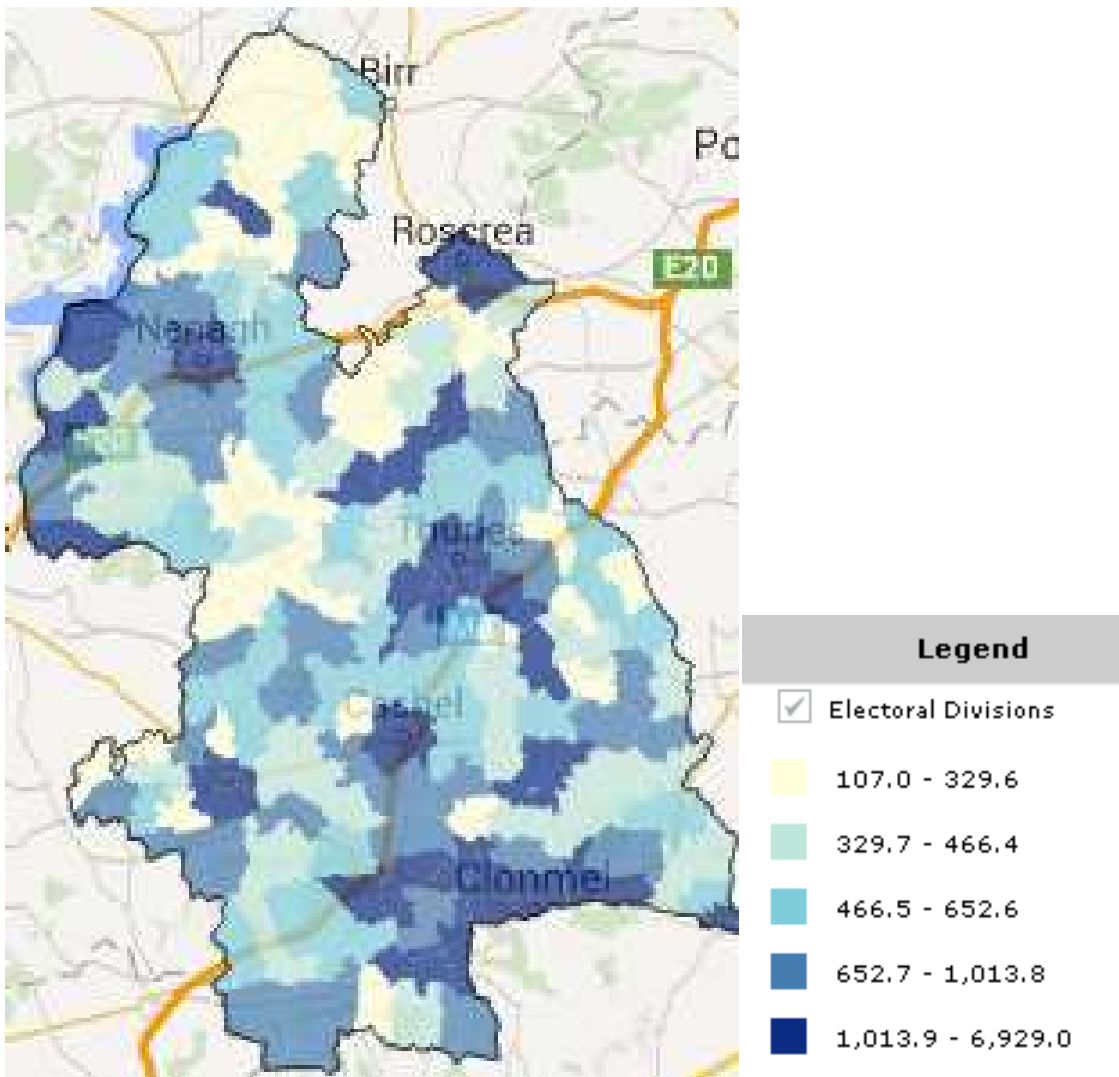 Birr
Roscrea
E20
Nenagh
Thurles
Cashel
Clonmel
Legend
Electoral Divisions
107.0 - 329.6
329.7 - 466.4
466.5 - 652.6
652.7 - 1,013.8
1,013.9 - 6,929.0